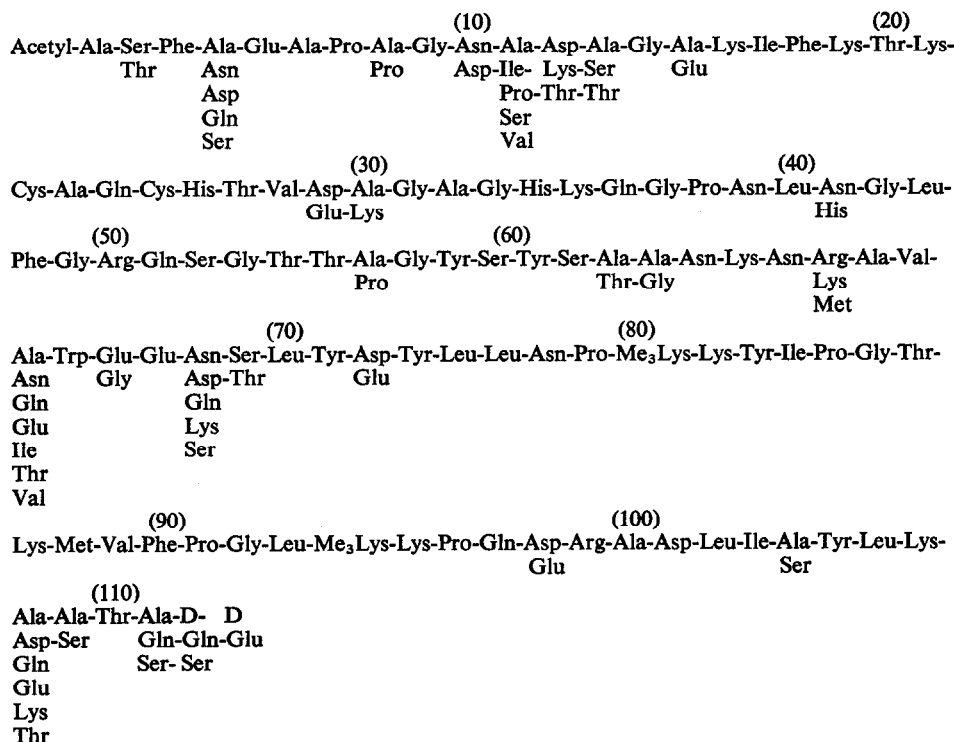 (10) (20)
Acetyl-Ala-Ser-Phe-Ala-Glu-Ala-Pro-Ala-Gly-Asn-Ala-Asp-Ala-Gly-Ala-Lys-Ile-Phe-Lys-Thr-Lys-
Thr Asn Pro Asp-Ile- Lys-Ser Glu
Asp Pro-Thr-Thr
Gln Ser
Ser Val
(30) (40)
Cys-Ala-Gln-Cys-His-Thr-Val-Asp-Ala-Gly-Ala-Gly-His-Lys-Gln-Gly-Pro-Asn-Leu-Asn-Gly-Leu-
Glu-Lys His
(50) (60)
Phe-Gly-Arg-Gln-Ser-Gly-Thr-Thr-Ala-Gly-Tyr-Ser-Tyr-Ser-Ala-Ala-Asn-Lys-Asn-Arg-Ala-Val-
Pro Thr-Gly Lys
Met
(70) (80)
Ala-Trp-Glu-Glu-Asn-Ser-Leu-Tyr-Asp-Tyr-Leu-Leu-Asn-Pro-Me₃Lys-Lys-Tyr-Ile-Pro-Gly-Thr-
Asn Gly Asp-Thr Glu
Gln Gln
Glu Lys
Ile Ser
Thr
Val
(90) (100)
Lys-Met-Val-Phe-Pro-Gly-Leu-Me₃Lys-Lys-Pro-Gln-Asp-Arg-Ala-Asp-Leu-Ile-Ala-Tyr-Leu-Lys-
Glu Ser
(110)
Ala-Ala-Thr-Ala-D- D
Asp-Ser Gln-Gln-Glu
Gln Ser- Ser
Glu
Lys
Thr